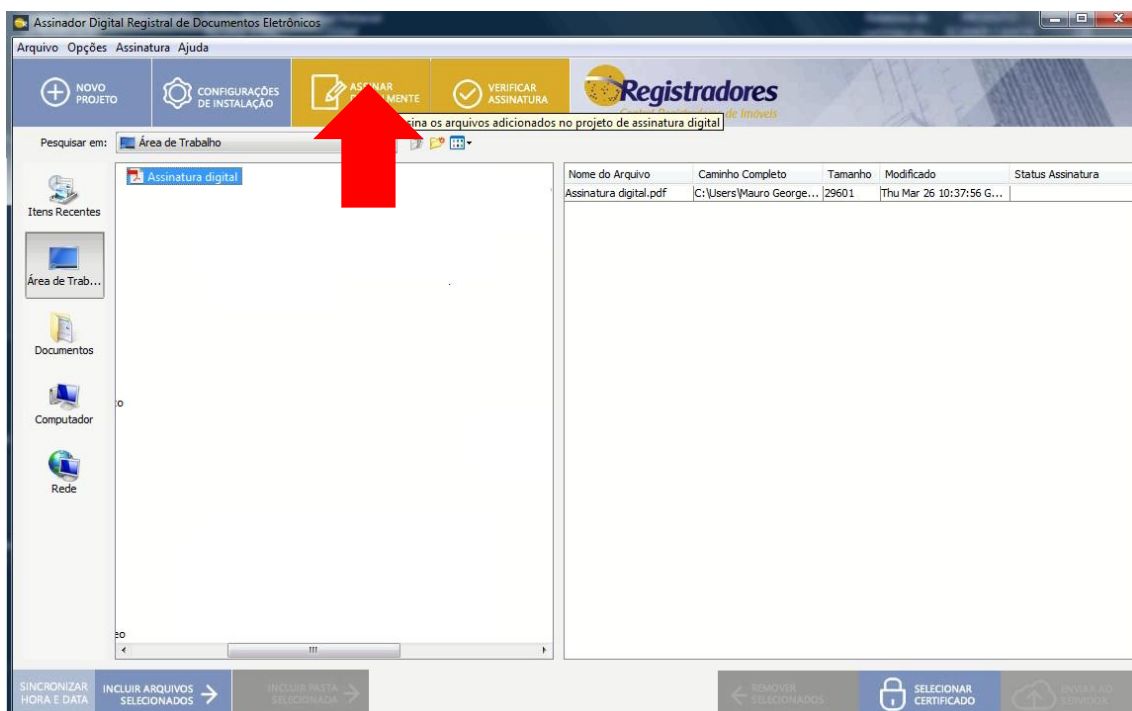 Assinador Digital Registral de Documentos Eletrônicos
Arquivo Opções Assinatura Ajuda
NOVO
PROJETO
CONFIGURAÇÕES
DE INSTALAÇÃO
ASSINAR
VERIFICAR
ASSINATURA
Registradores
de Imóveis
os arquivos adicionados no projeto de assinatura digital
Pesquisar em:
Área de Trabalho
Itens Recentes
Área de Trab...
Documentos
Computador
Rede
Assinatura digital
Nome do Arquivo Caminho Completo Tamanho Modificado Status Assinatura
Assinatura digital.pdf C:\Users\Mauro George... 29601 Thu Mar 26 10:37:56 G...
SINCRONIZAR
HORA E DATA
INCLUIR ARQUIVOS
SELECIONADOS
INCLUIR PASTA
SELECIONADA
REMOVER
SELECIONADOS
SELECIONAR
CERTIFICADO
ENVIAR AO
SERVIDOR